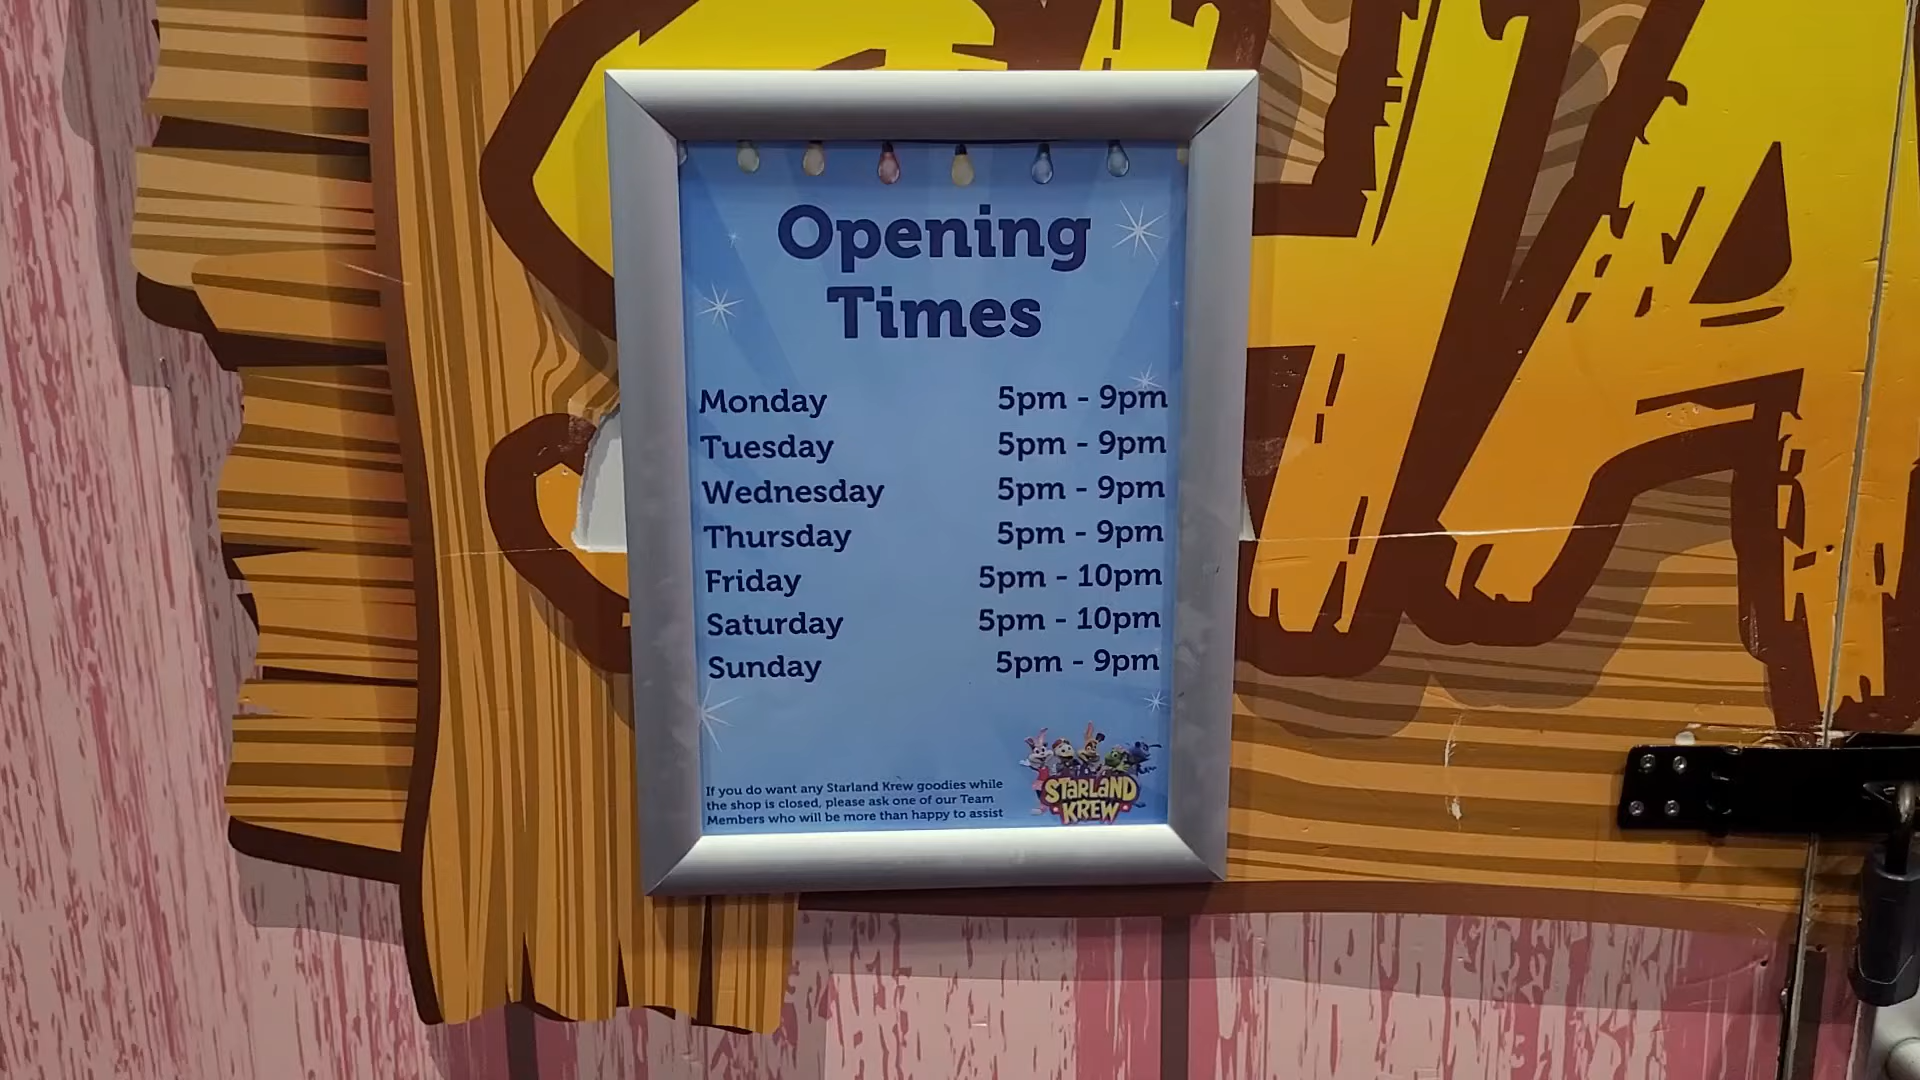 Opening
Times
Monday 5pm - 9pm
Tuesday 5pm - 9pm
Wednesday 5pm - 9pm
Thursday 5pm - 9pm
Friday 5pm - 10pm
Saturday 5pm - 10pm
Sunday 5pm - 9pm
If you do want any Starland Krew goodies while
the shop is closed, please ask one of our Team
Members who will be more than happy to assist
STARLAND
KREW